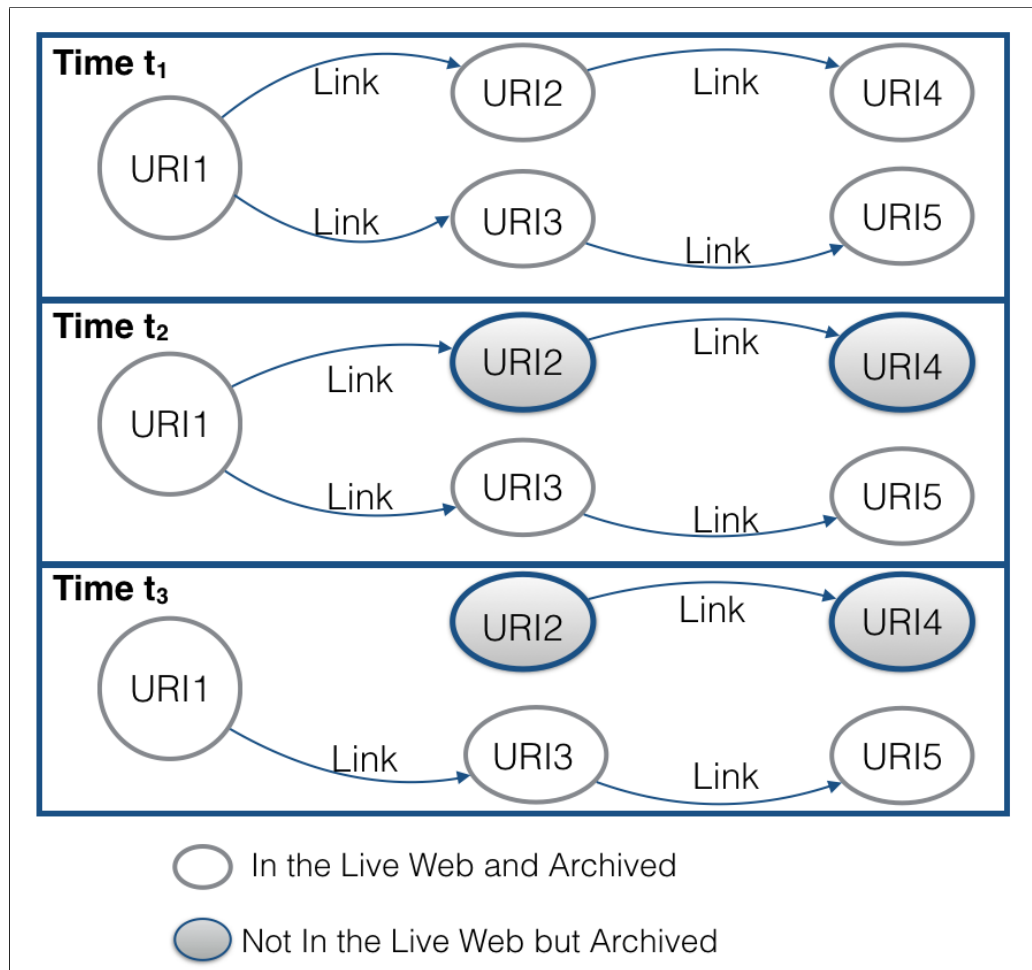 Time t₁
Link
URI2
Link
URI4
URI1
Link
URI3
Link
URI5
Time t₂
URI2
Link
URI4
Link
URI1
Link
URI3
Link
URI5
Time t₃
URI2
Link
URI4
URI1
Link
URI3
Link
URI5
In the Live Web and Archived
Not In the Live Web but Archived